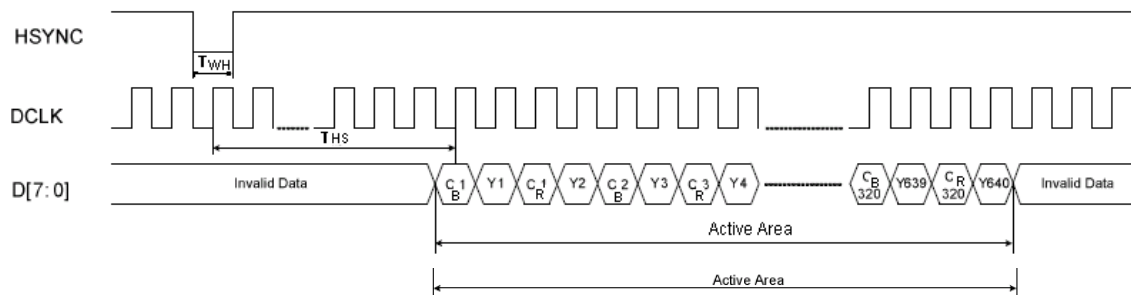 HSYNC
TWH
DCLK
THS
D[7:0]
Invalid Data
CB1
Y1
CR1
Y2
CB2
Y3
CR3
Y4
CB320
Y639
CR320
Y640
Invalid Data
Active Area
Active Area